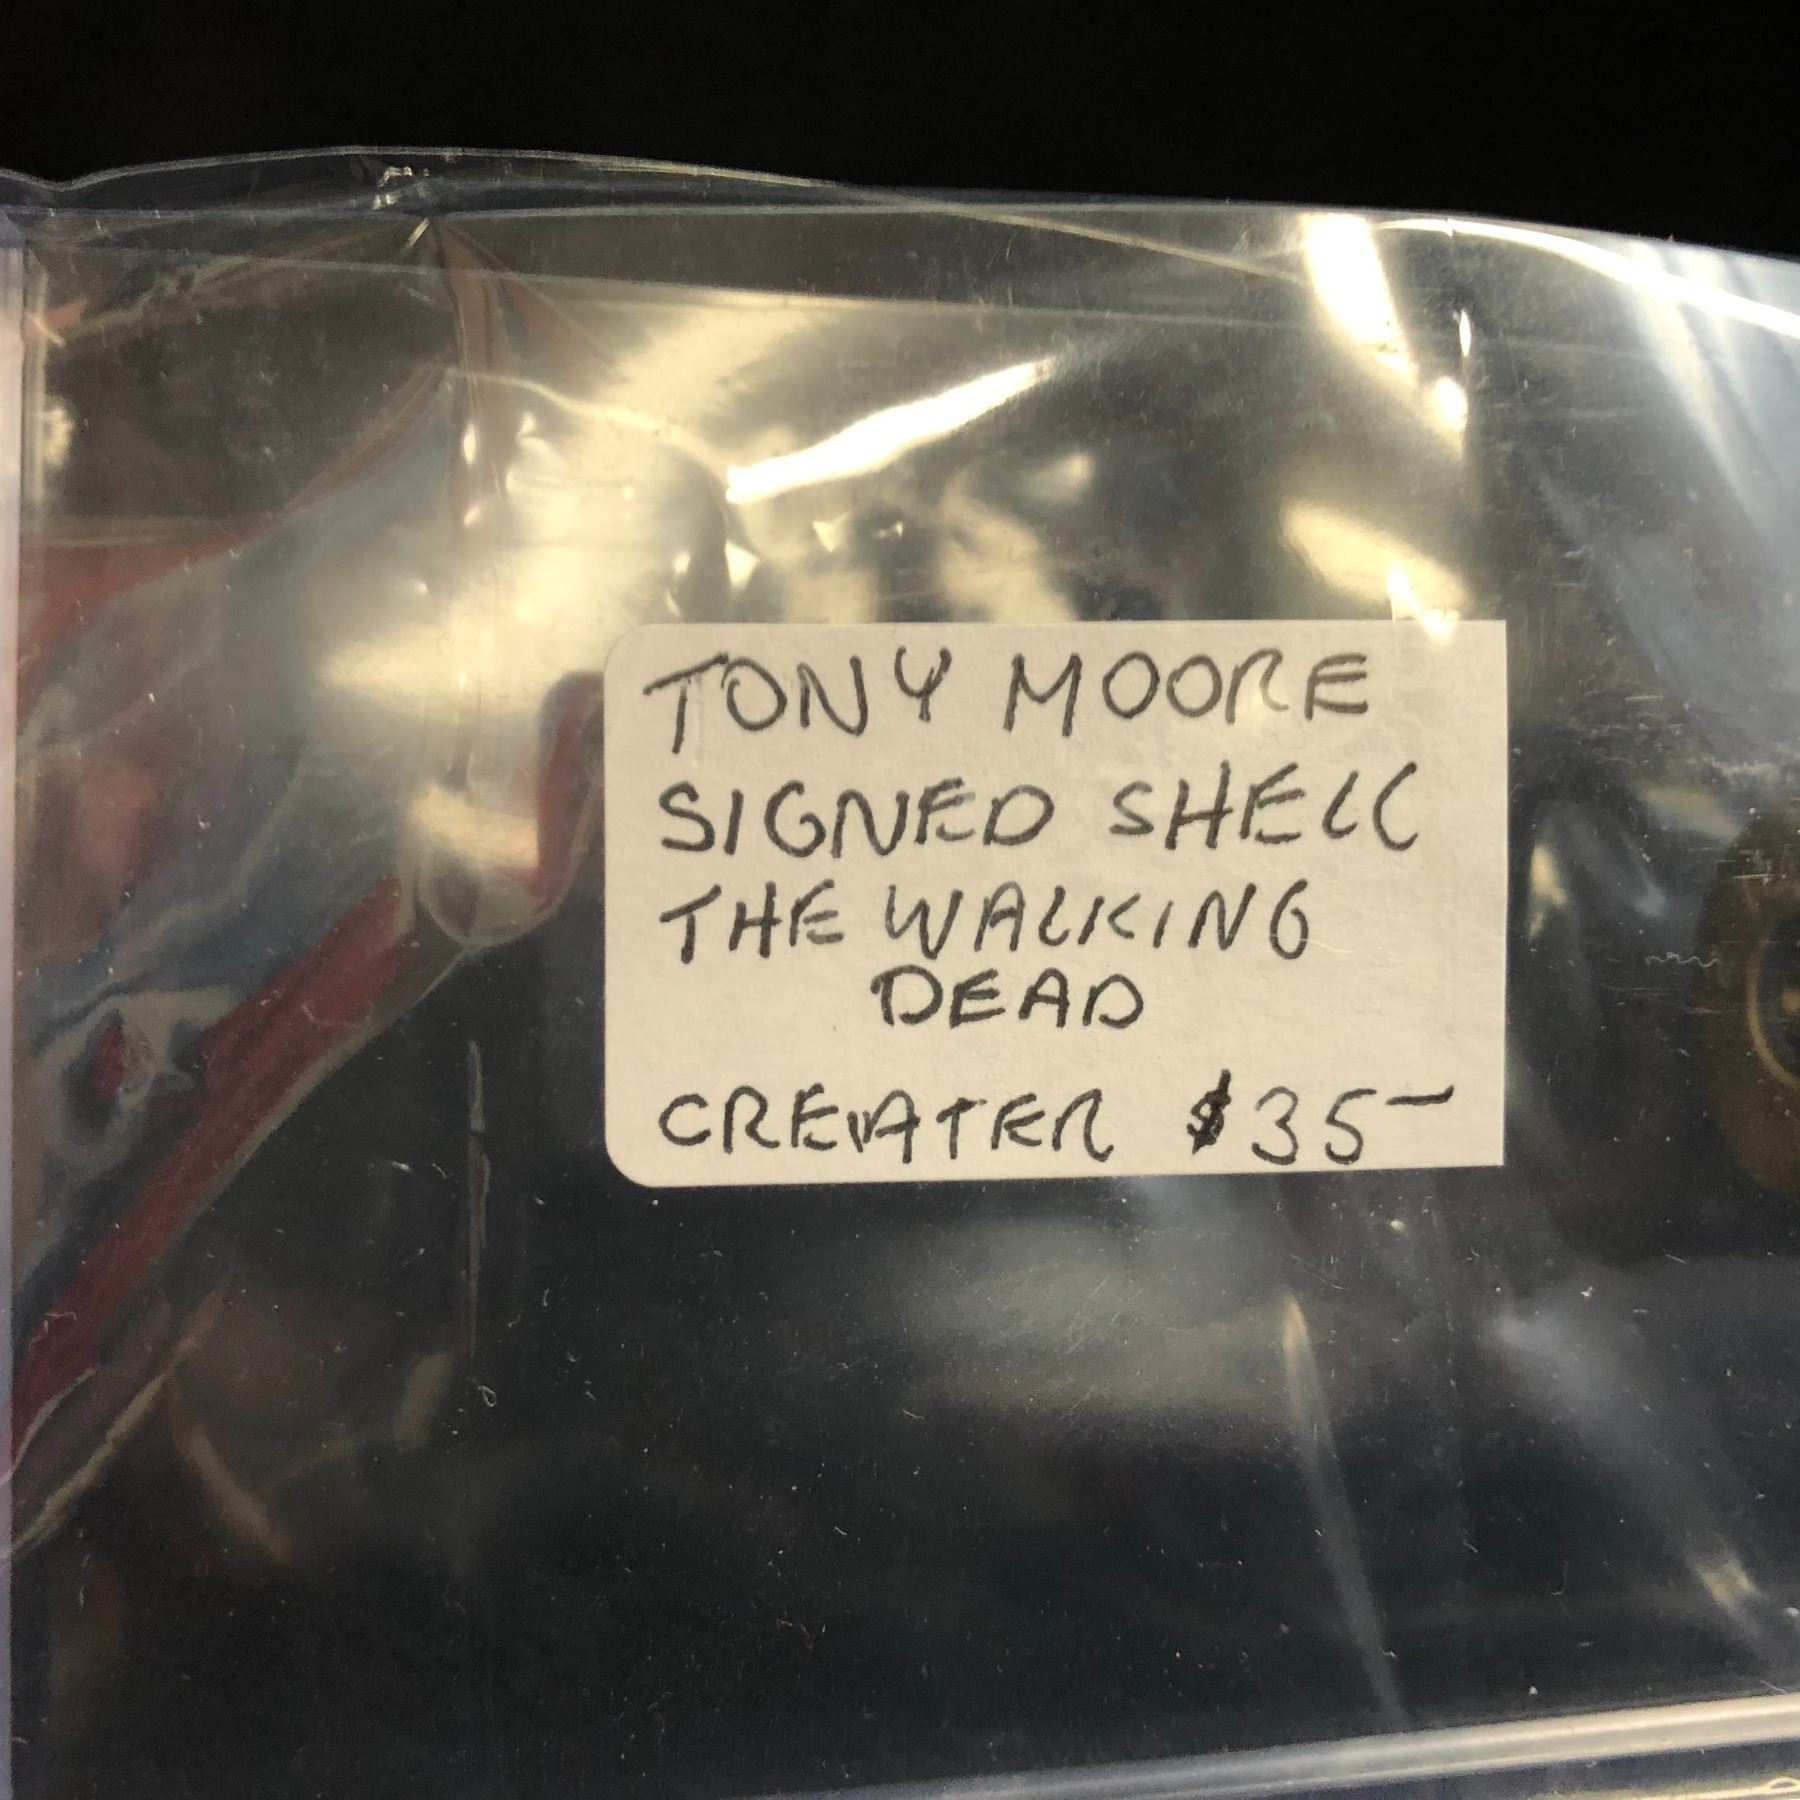 TONY MOORE
SIGNED SHELL
THE WALKING
DEAD
CREATER $35-